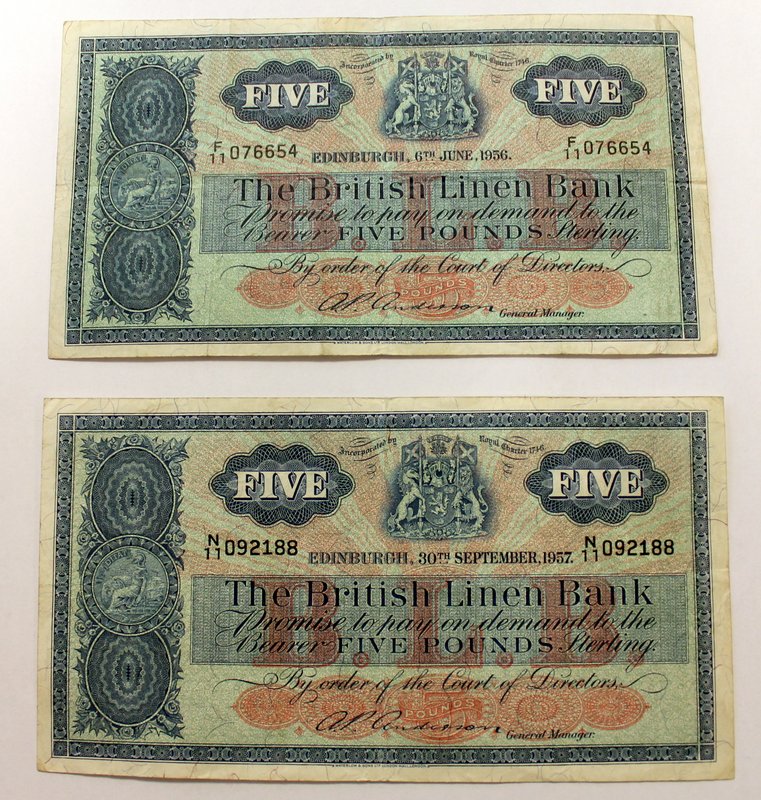 Incorporated by Royal Charter 1746.
FIVE FIVE
F/11 076654 F/11 076654
EDINBURGH, 6TH JUNE, 1956.
The British Linen Bank
Promise to pay on demand to the
Bearer FIVE POUNDS Sterling.
B.L.B.
By order of the Court of Directors.
POUNDS
General Manager.
Incorporated by Royal Charter 1746.
FIVE FIVE
N/11 092188 N/11 092188
EDINBURGH, 30TH SEPTEMBER, 1957.
The British Linen Bank
Promise to pay on demand to the
Bearer FIVE POUNDS Sterling.
B.L.B.
By order of the Court of Directors.
POUNDS
General Manager.